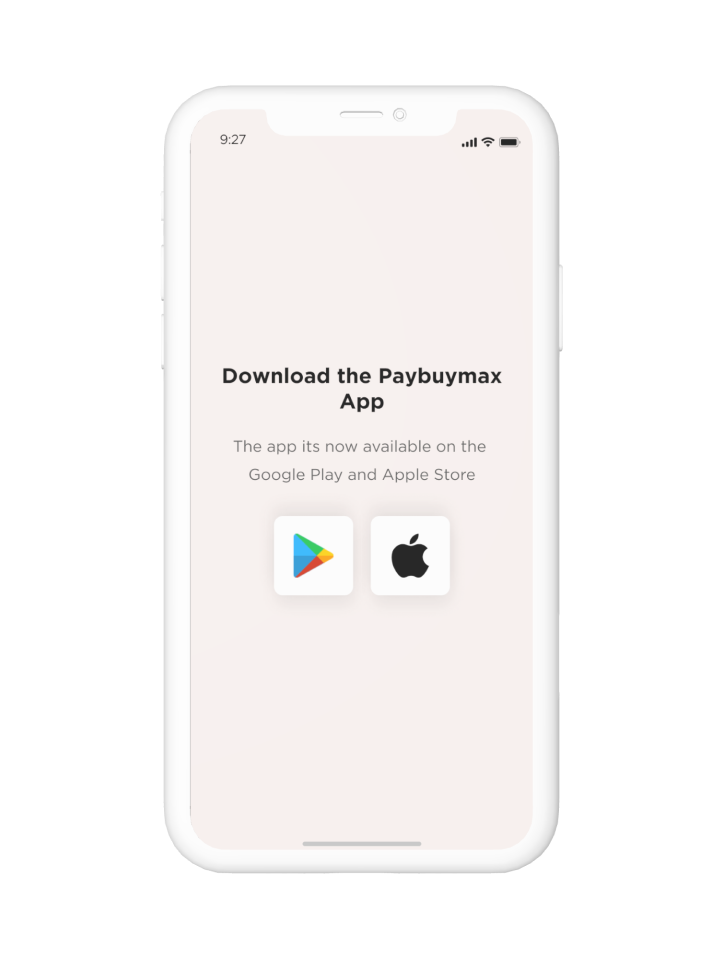 9:27
Download the Paybuymax
App
The app its now available on the
Google Play and Apple Store